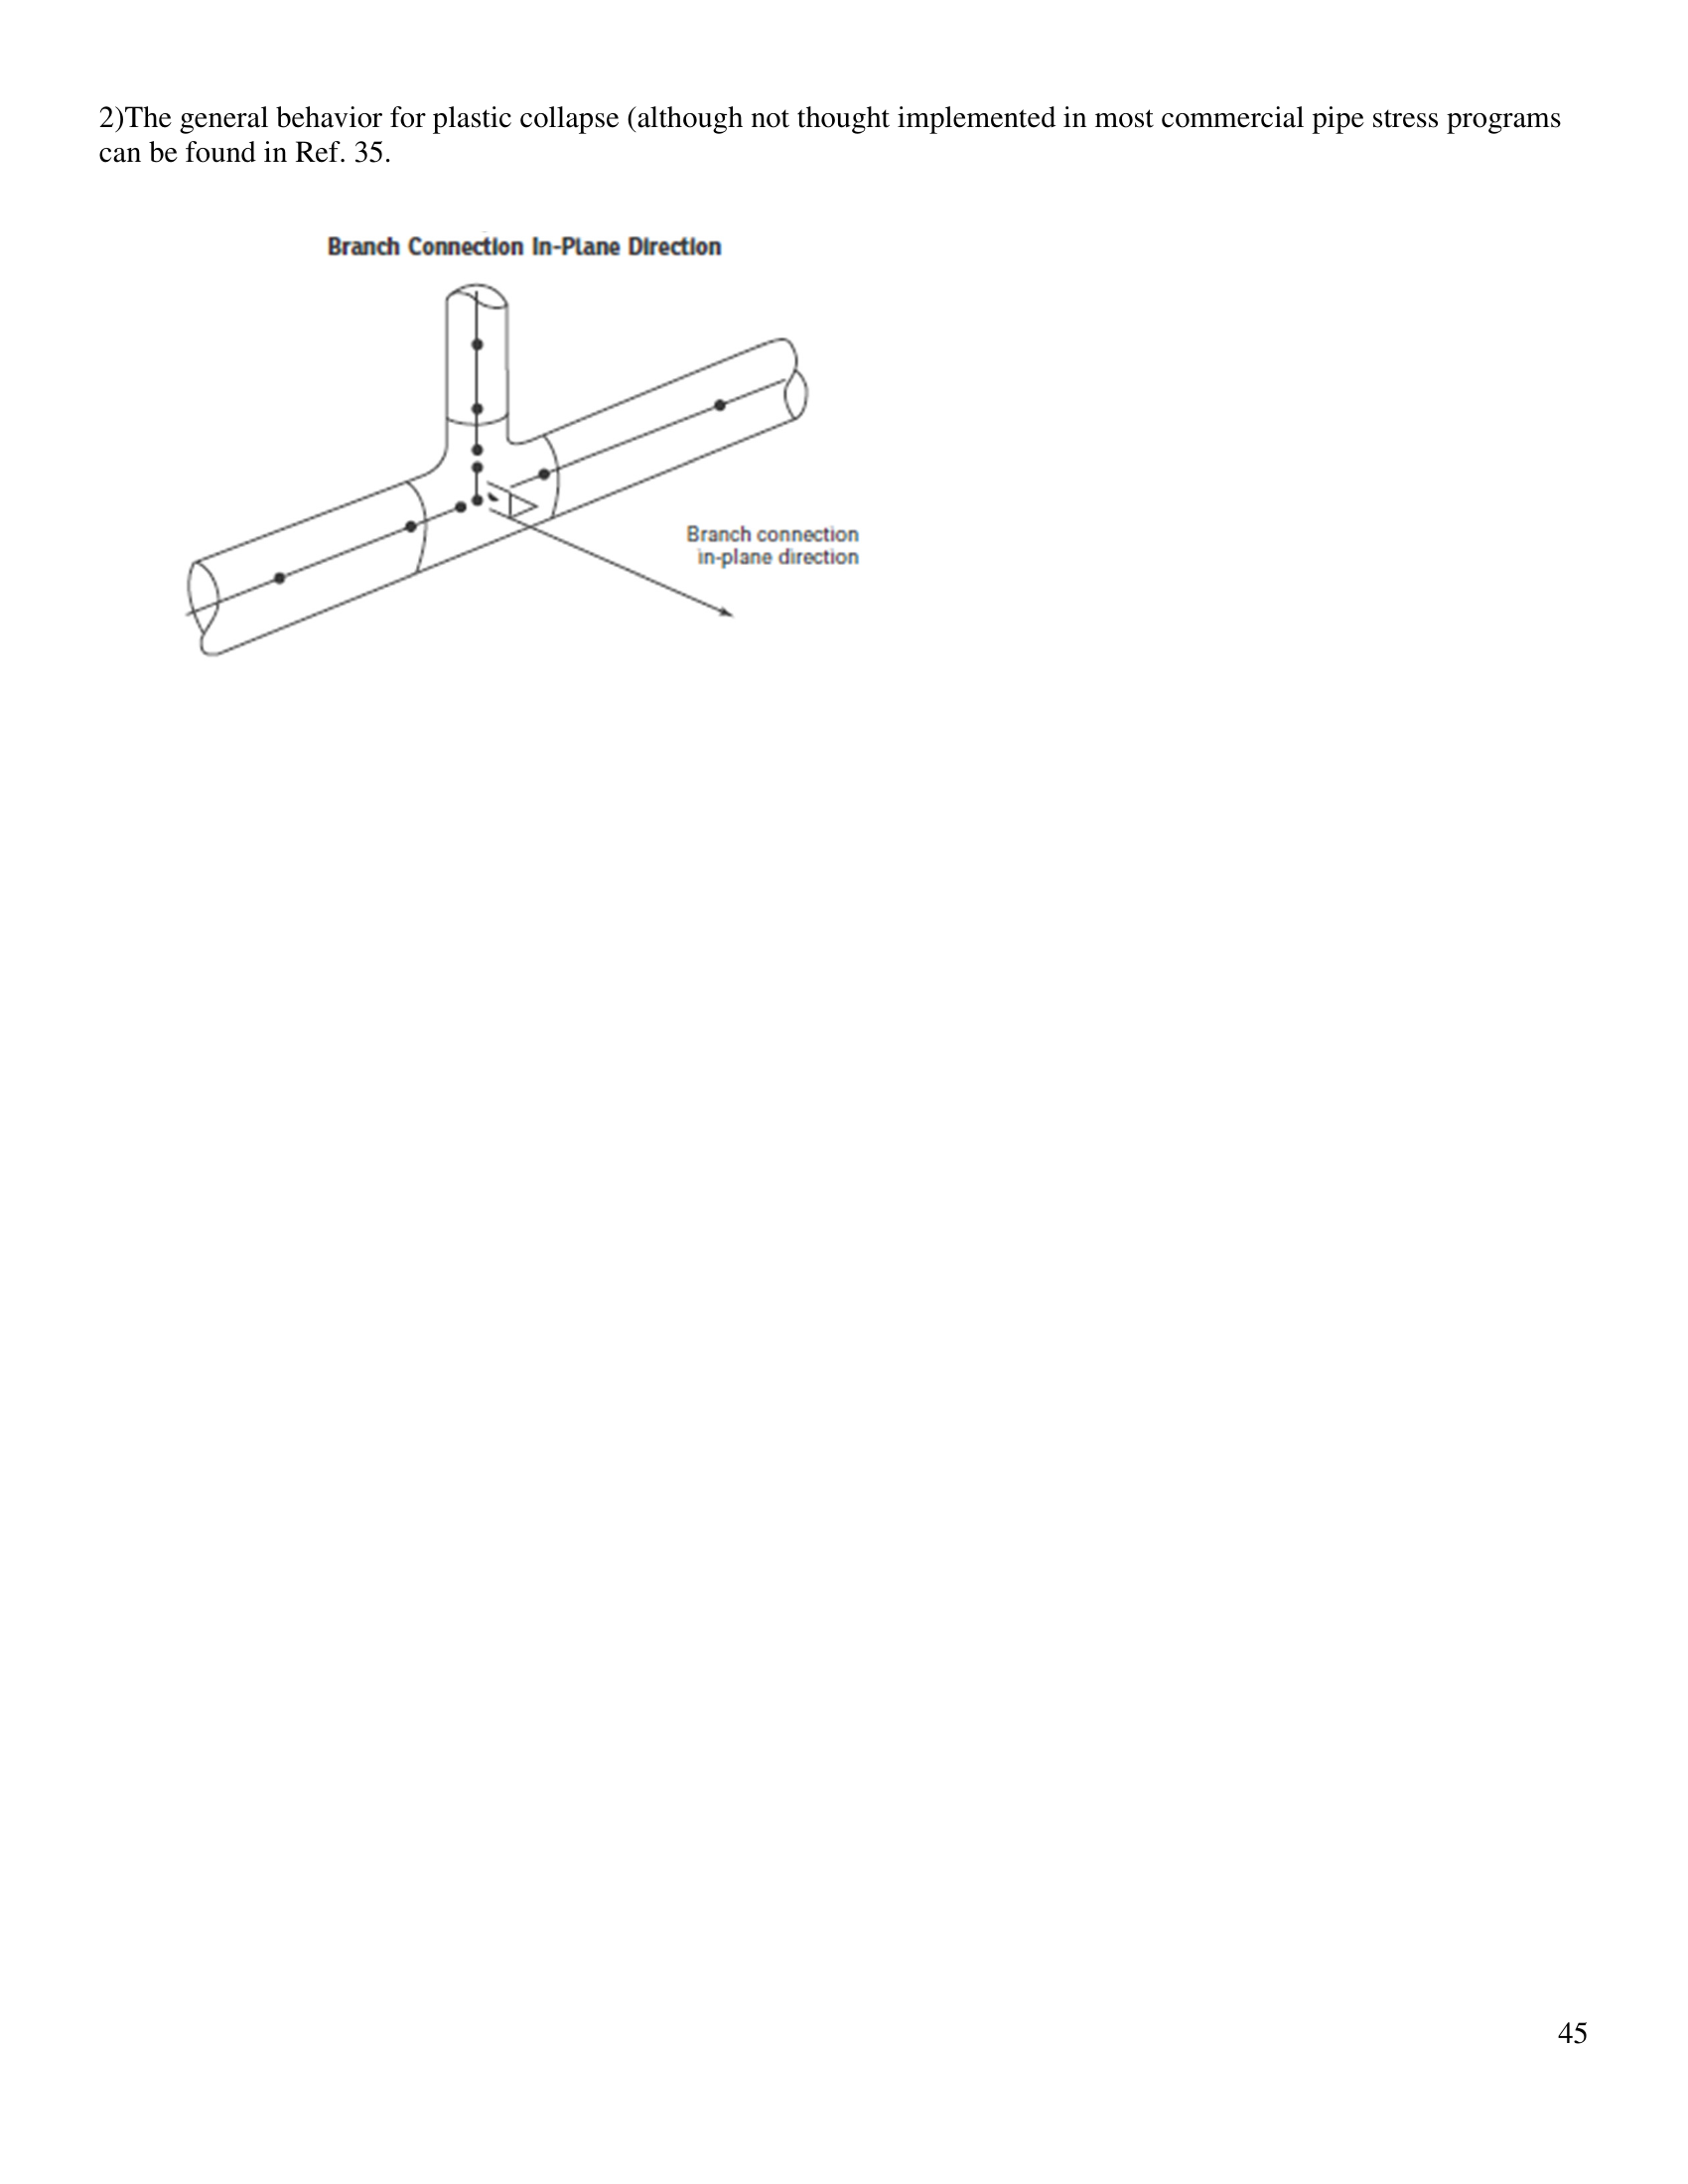 2)The general behavior for plastic collapse (although not thought implemented in most commercial pipe stress programs
can be found in Ref. 35.
Branch Connection In-Plane Direction
Branch connection
in-plane direction
45